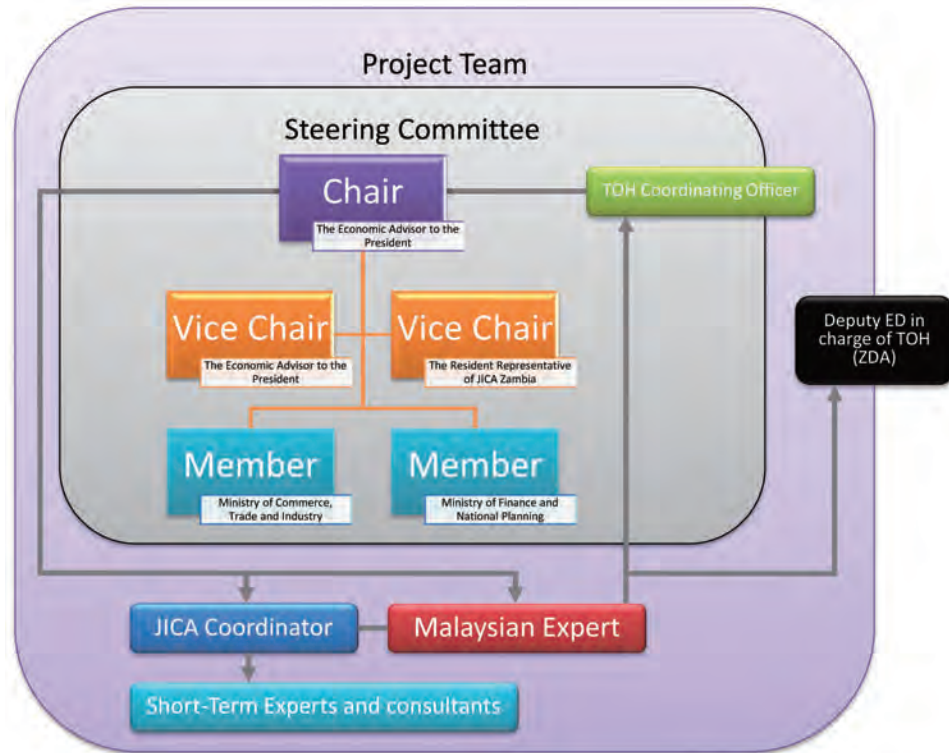 Project Team
Steering Committee
Chair
The Economic Advisor to the
President
TOH Coordinating Officer
Vice Chair
The Economic Advisor to the
President
Vice Chair
The Resident Representative
of JICA Zambia
Deputy ED in
charge of TOH
(ZDA)
Member
Ministry of Commerce,
Trade and Industry
Member
Ministry of Finance and
National Planning
JICA Coordinator
Malaysian Expert
Short-Term Experts and consultants